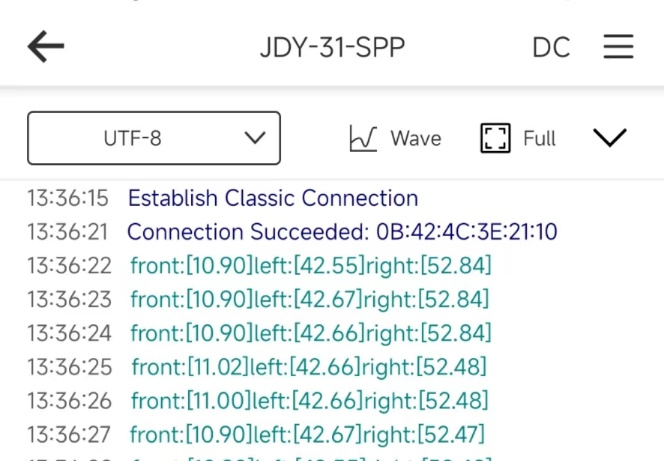 JDY-31-SPP DC
UTF-8 Wave Full
13:36:15 Establish Classic Connection
13:36:21 Connection Succeeded: 0B:42:4C:3E:21:10
13:36:22 front:[10.90]left:[42.55]right:[52.84]
13:36:23 front:[10.90]left:[42.67]right:[52.84]
13:36:24 front:[10.90]left:[42.66]right:[52.84]
13:36:25 front:[11.02]left:[42.66]right:[52.48]
13:36:26 front:[11.00]left:[42.66]right:[52.48]
13:36:27 front:[10.90]left:[42.67]right:[52.47]